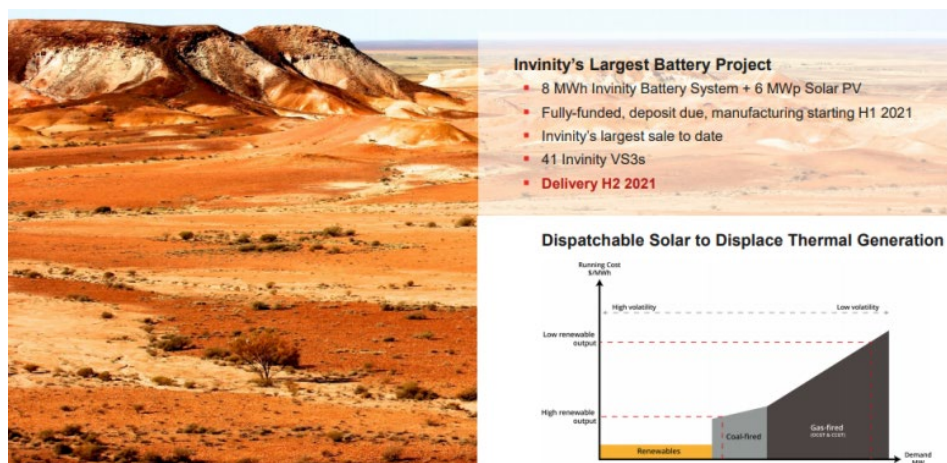 Invinity's Largest Battery Project
▪ 8 MWh Invinity Battery System + 6 MWp Solar PV
▪ Fully-funded, deposit due, manufacturing starting H1 2021
▪ Invinity's largest sale to date
▪ 41 Invinity VS3s
▪ Delivery H2 2021
Dispatchable Solar to Displace Thermal Generation
Running Cost
$/MWh
High volatility
Low volatility
Low renewable
output
High renewable
output
Renewables
Coal-fired
Gas-fired
(OCGT & CCGT)
Demand
MW